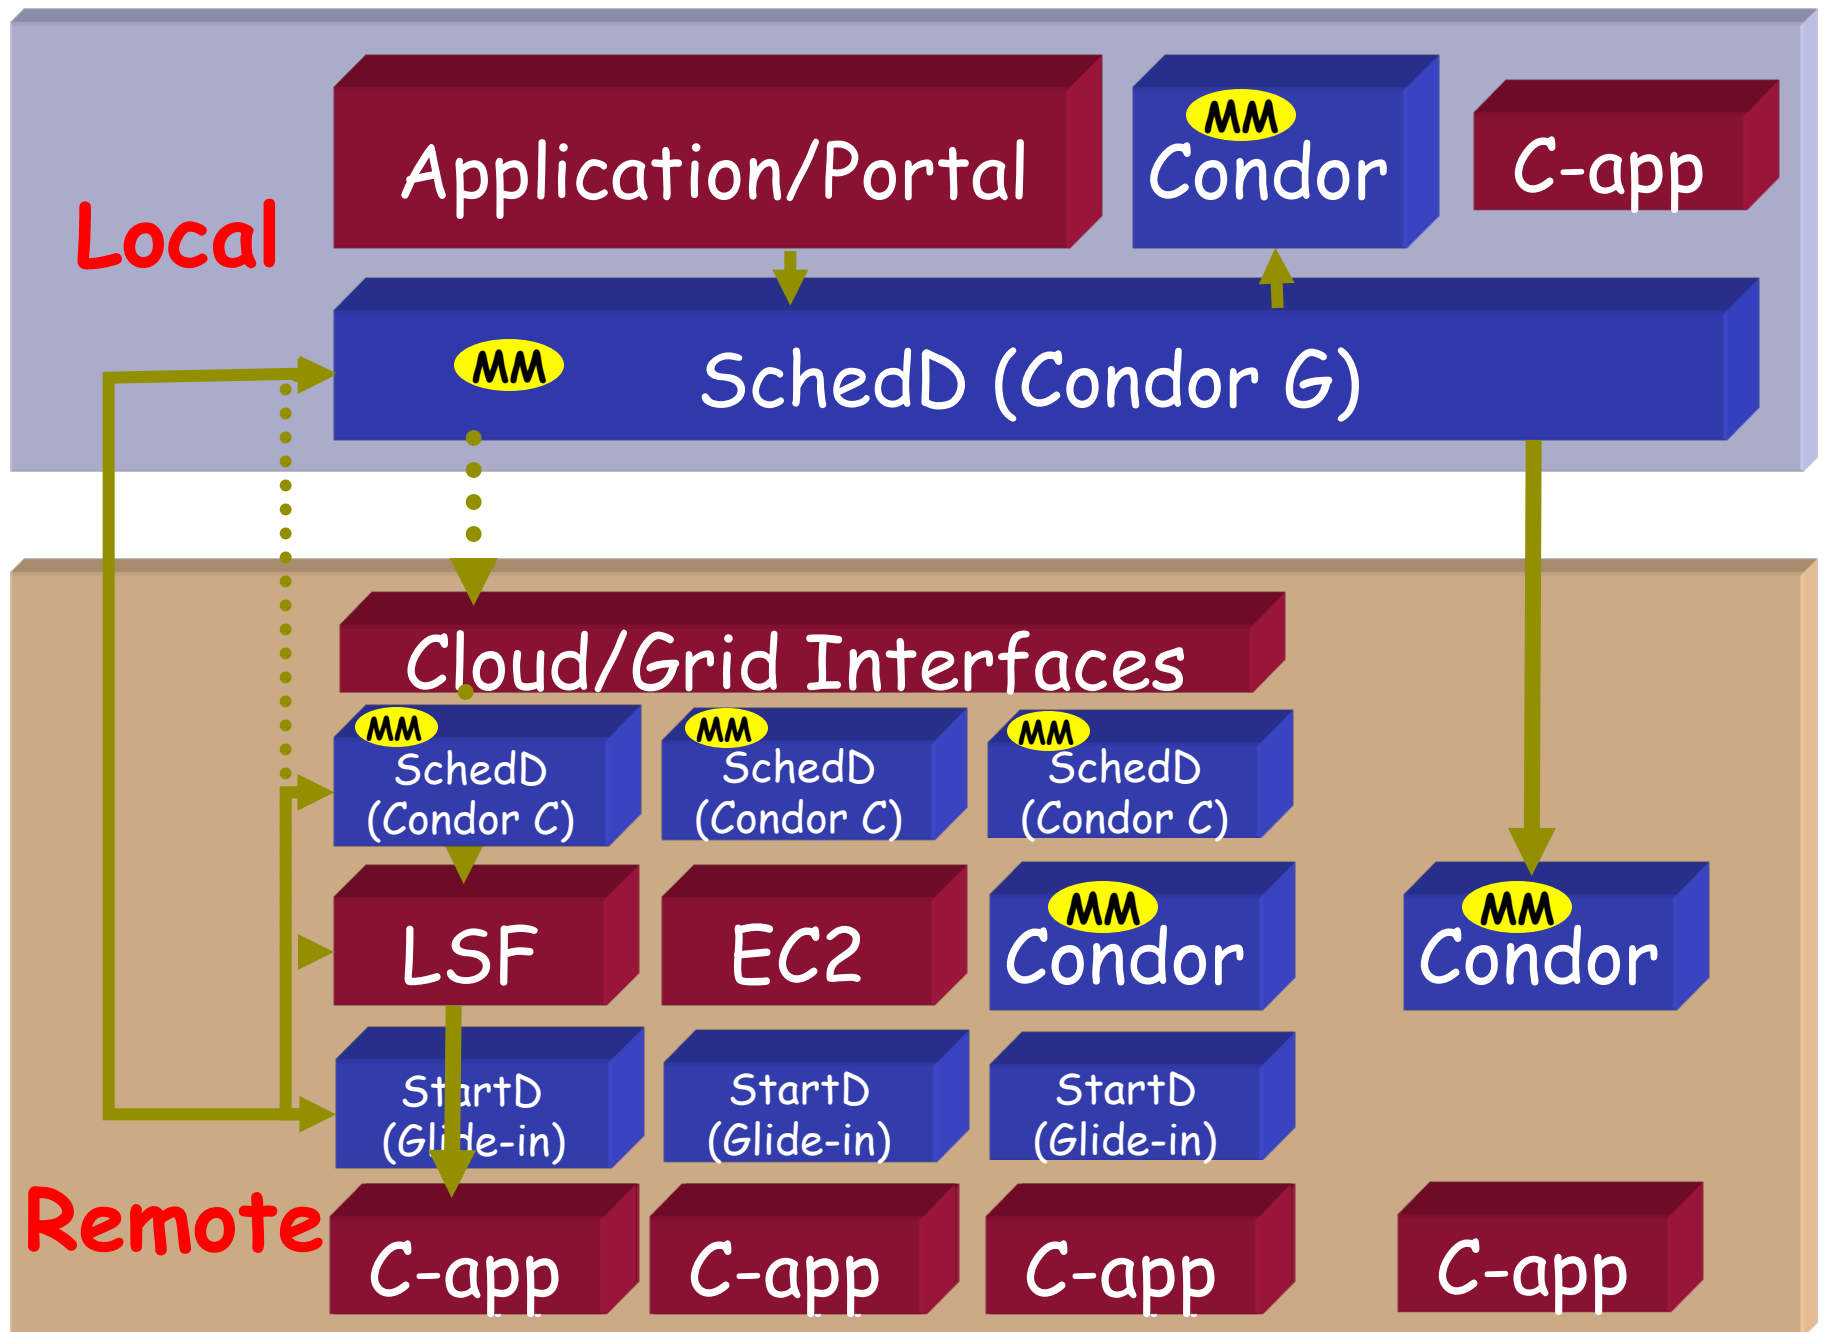 Application/Portal
MM
Condor
C-app
Local
MM
SchedD (Condor G)
Cloud/Grid Interfaces
MM
SchedD
(Condor C)
MM
SchedD
(Condor C)
MM
SchedD
(Condor C)
LSF
EC2
MM
Condor
MM
Condor
StartD
(Glide-in)
StartD
(Glide-in)
StartD
(Glide-in)
Remote
C-app
C-app
C-app
C-app